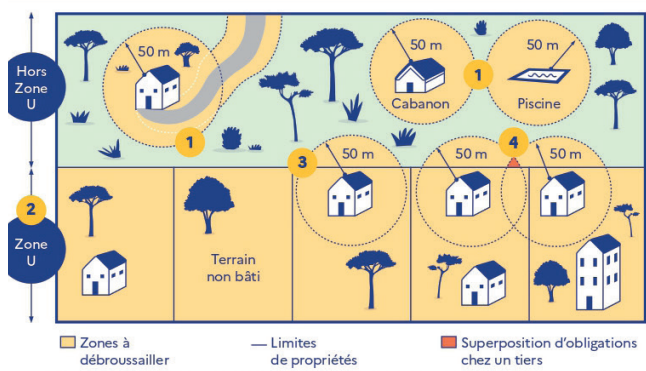 50 m
50 m
50 m
Hors
Zone
U
1
Cabanon
Piscine
1
3
50 m
50 m
4
50 m
2
Zone
U
Terrain
non bâti
Zones à
débroussailler
Limites
de propriétés
Superposition d'obligations
chez un tiers